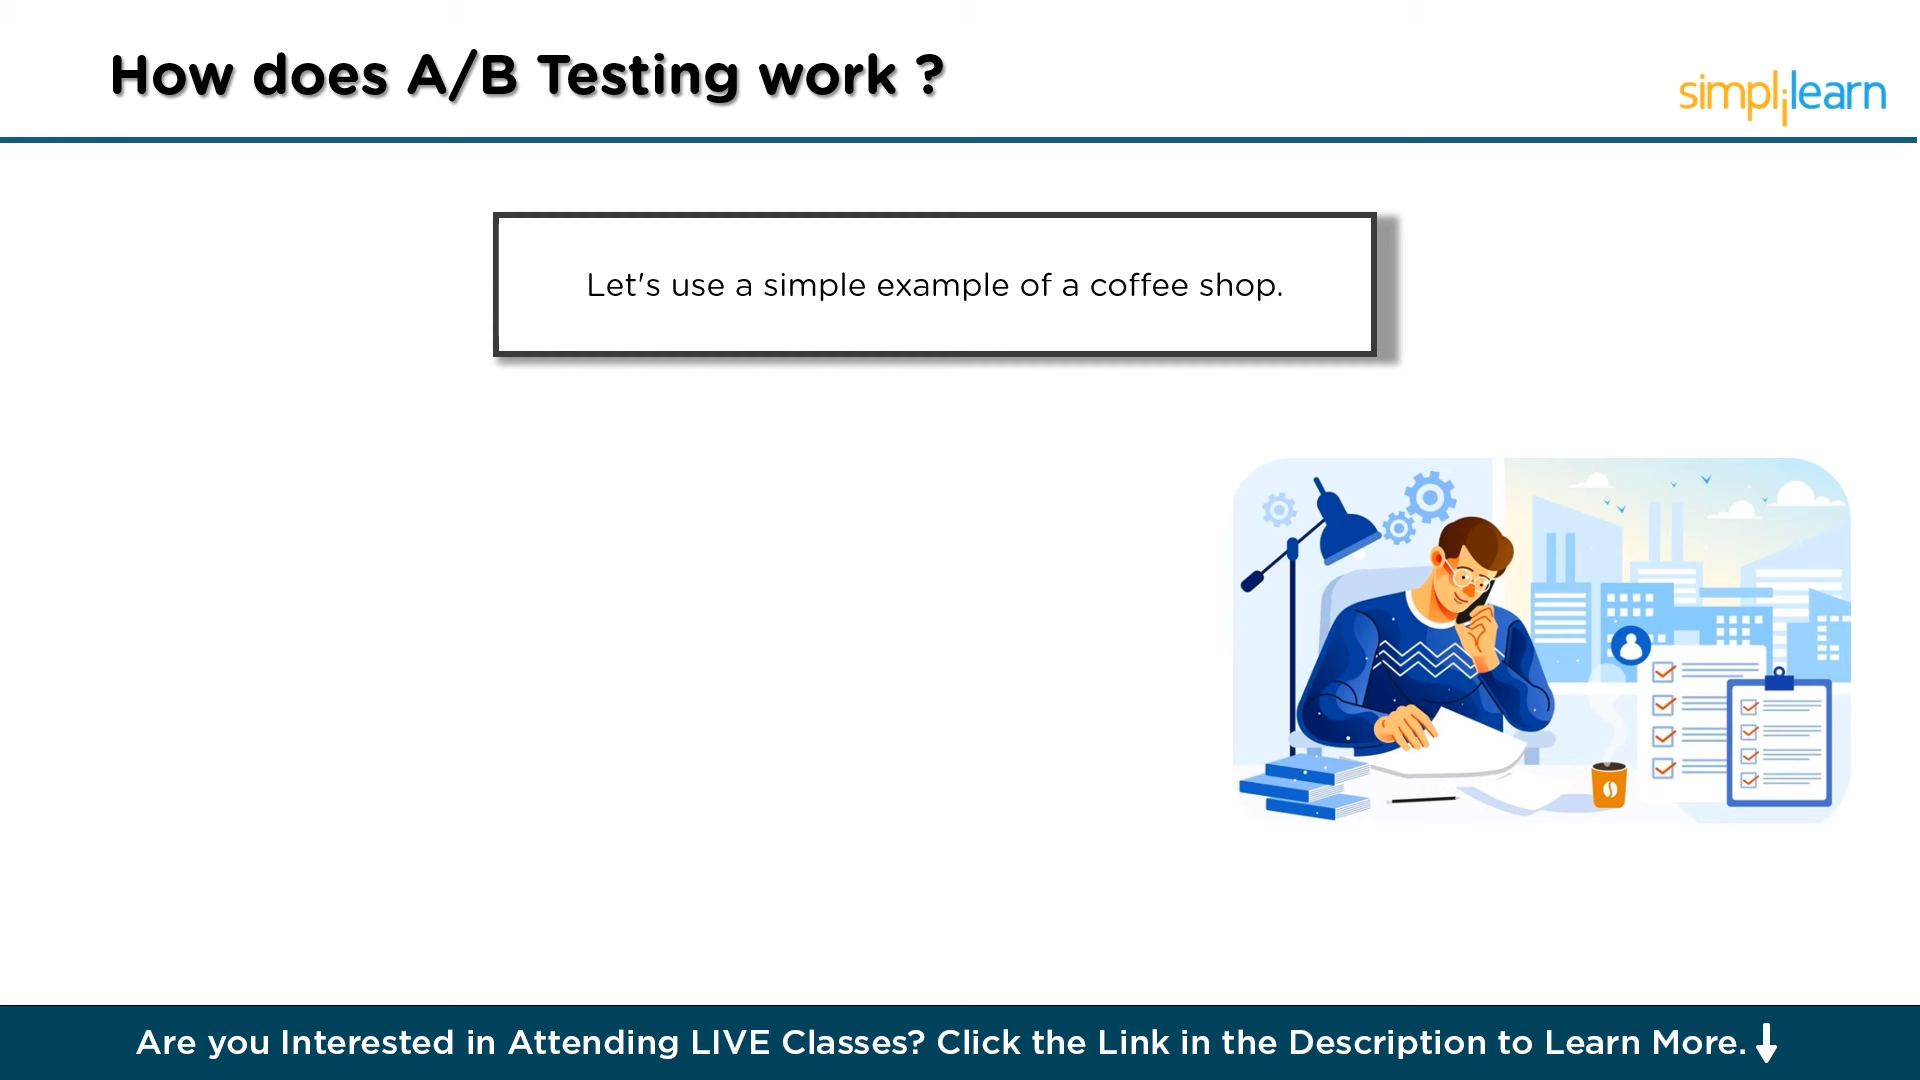 How does A/B Testing work ?
simplilearn
Let's use a simple example of a coffee shop.
Are you Interested in Attending LIVE Classes? Click the Link in the Description to Learn More.